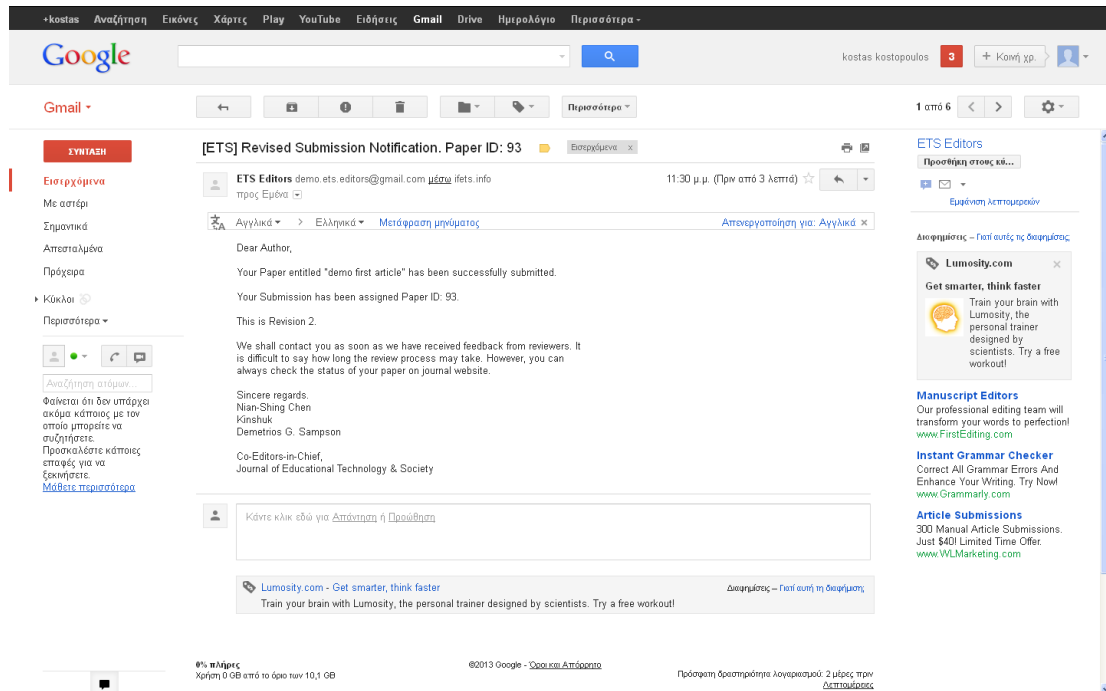 +kostas Αναζήτηση Εικόνες Χάρτες Play YouTube Ειδήσεις Gmail Drive Ημερολόγιο Περισσότερα
Google
kostas kostopoulos 3 + Κοινή χρ.
Gmail
Περισσότερα
1 από 6
ΣΥΝΤΑΞΗ
Εισερχόμενα
Με αστέρι
Σημαντικά
Απεσταλμένα
Πρόχειρα
Κύκλοι
Περισσότερα
Αναζήτηση ατόμων...
Φαίνεται ότι δεν υπάρχει
ακόμα κάποιος με τον
οποίο μπορείτε να
συζητήσετε.
Προσκαλέστε κάποιες
επαφές για να
ξεκινήσετε.
Μάθετε περισσότερα
[ETS] Revised Submission Notification. Paper ID: 93 Εισερχόμενα x
ETS Editors demo.ets.editors@gmail.com μέσω ifets.info 11:30 μ.μ. (Πριν από 3 λεπτά)
προς Εμένα
Αγγλικά > Ελληνικά Μετάφραση μηνύματος Απενεργοποίηση για: Αγγλικά x
Dear Author,
Your Paper entitled "demo first article" has been successfully submitted.
Your Submission has been assigned Paper ID: 93.
This is Revision 2.
We shall contact you as soon as we have received feedback from reviewers. It
is difficult to say how long the review process may take. However, you can
always check the status of your paper on journal website.
Sincere regards.
Nian-Shing Chen
Kinshuk
Demetrios G. Sampson
Co-Editors-in-Chief,
Journal of Educational Technology & Society
Κάντε κλικ εδώ για Απάντηση ή Προώθηση
Lumosity.com - Get smarter, think faster Διαφημίσεις – Γιατί αυτή τη διαφήμιση;
Train your brain with Lumosity, the personal trainer designed by scientists. Try a free workout!
ETS Editors
Προσθήκη στους κύ...
Εμφάνιση λεπτομερειών
Διαφημίσεις – Γιατί αυτές τις διαφημίσεις;
Lumosity.com x
Get smarter, think faster
Train your brain with
Lumosity, the
personal trainer
designed by
scientists. Try a free
workout!
Manuscript Editors
Our professional editing team will
transform your words to perfection!
www.FirstEditing.com
Instant Grammar Checker
Correct All Grammar Errors And
Enhance Your Writing. Try Now!
www.Grammarly.com
Article Submissions
300 Manual Article Submissions.
Just $40! Limited Time Offer.
www.WLMarketing.com
0% πλήρες
Χρήση 0 GB από το όριο των 10,1 GB
©2013 Google - Όροι και Απόρρητο
Πρόσφατη δραστηριότητα λογαριασμού: 2 μέρες πριν
Λεπτομέρειες